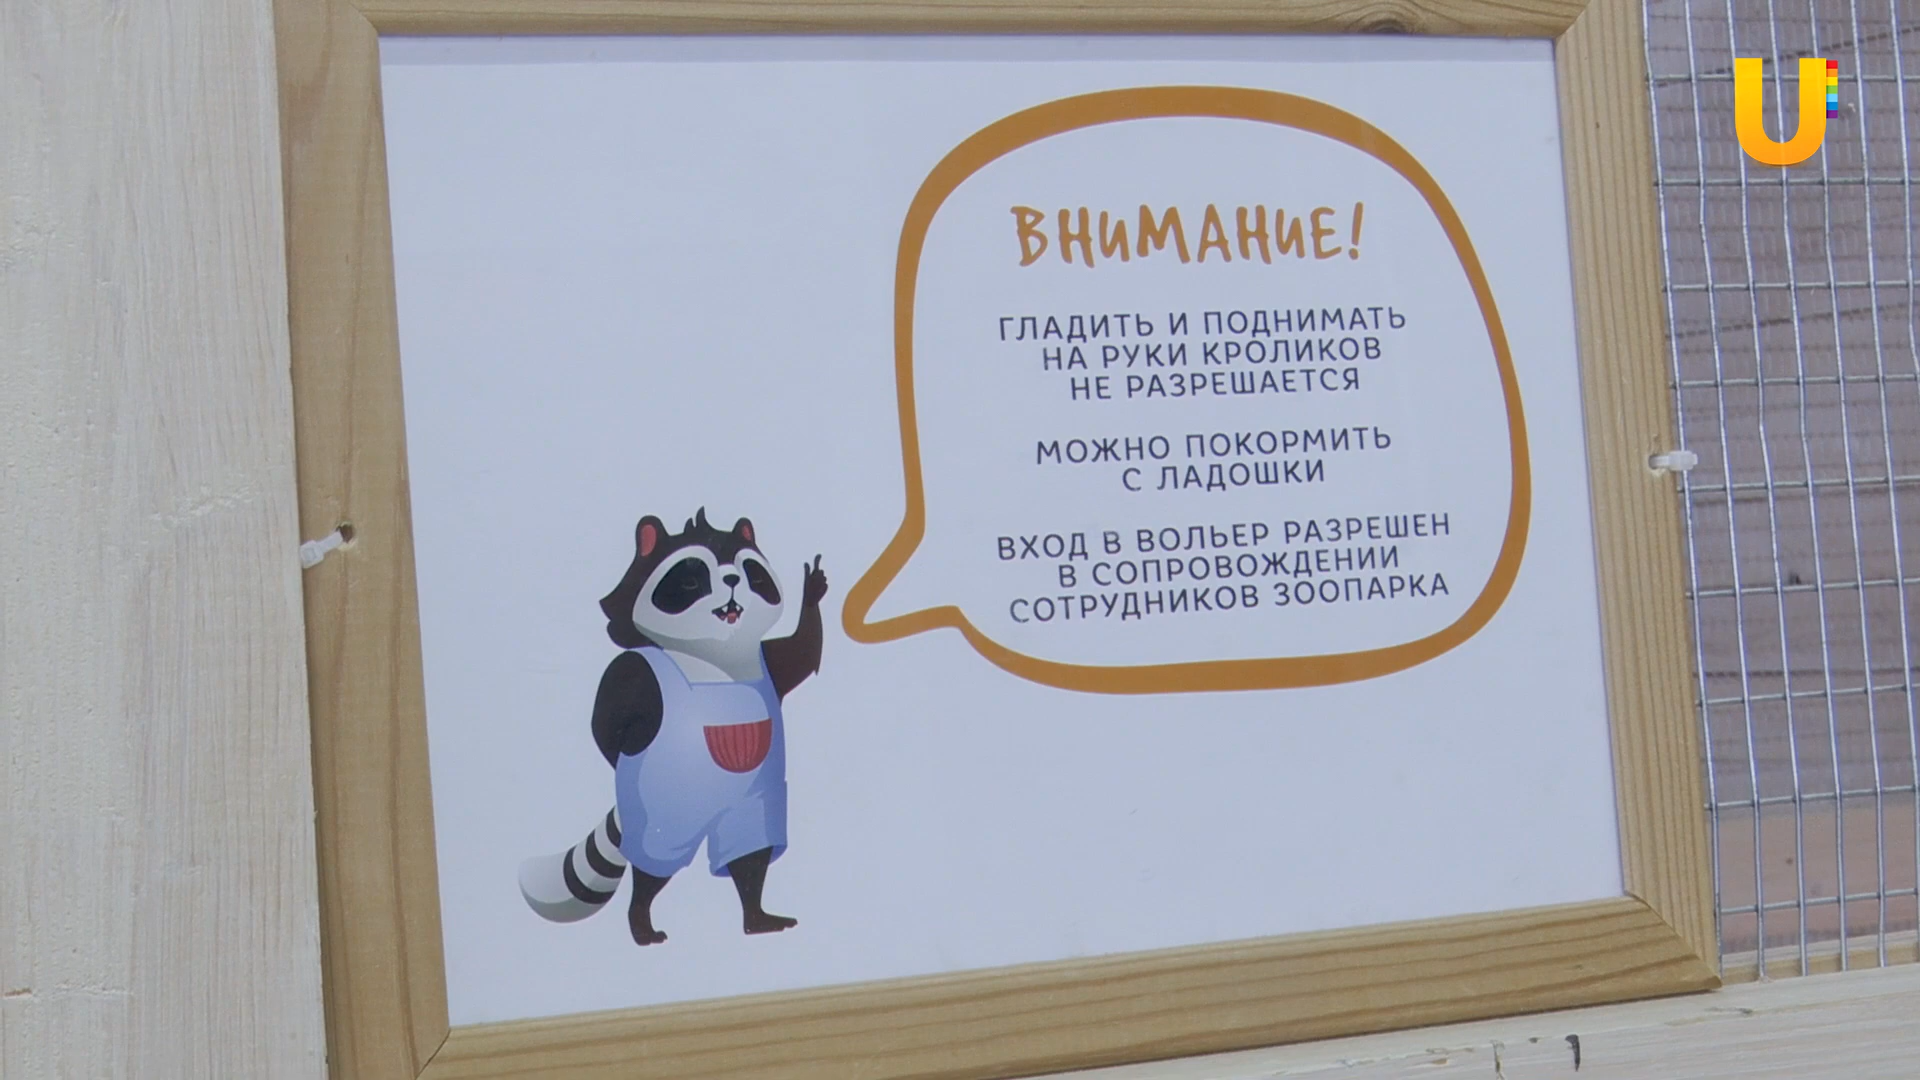 U
ВНИМАНИЕ!
ГЛАДИТЬ И ПОДНИМАТЬ
НА РУКИ КРОЛИКОВ
НЕ РАЗРЕШАЕТСЯ
МОЖНО ПОКОРМИТЬ
С ЛАДОШКИ
ВХОД В ВОЛЬЕР РАЗРЕШЕН
В СОПРОВОЖДЕНИИ
СОТРУДНИКОВ ЗООПАРКА